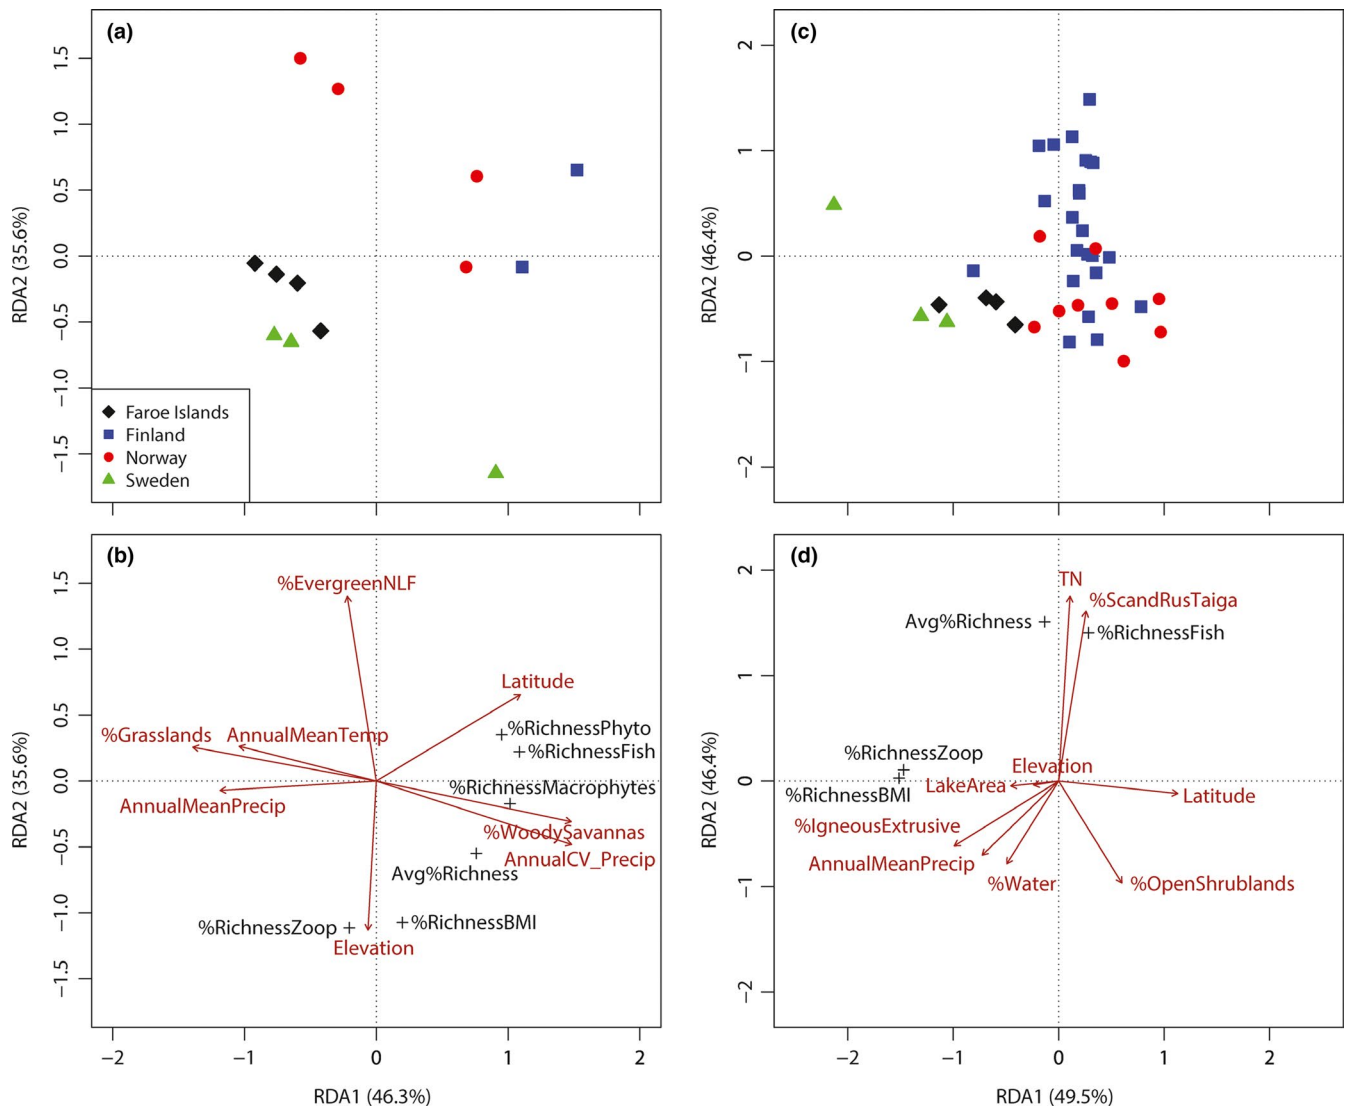 (a)
1.5
1.0
0.5
0.0
−0.5
−1.0
−1.5
RDA2 (35.6%)
Faroe Islands
Finland
Norway
Sweden
(c)
2
1
0
−1
−2
RDA2 (46.4%)
(b)
1.5
1.0
0.5
0.0
−0.5
−1.0
−1.5
RDA2 (35.6%)
%EvergreenNLF
Latitude
%RichnessPhyto
%Grasslands
AnnualMeanTemp
%RichnessFish
%RichnessMacrophytes
AnnualMeanPrecip
%WoodySavannas
AnnualCV_Precip
Avg%Richness
%RichnessZoop
%RichnessBMI
Elevation
−2
−1
0
1
2
RDA1 (46.3%)
(d)
2
1
0
−1
−2
RDA2 (46.4%)
TN
%ScandRusTaiga
Avg%Richness
%RichnessFish
%RichnessZoop
Elevation
LakeArea
%RichnessBMI
Latitude
%IgneousExtrusive
AnnualMeanPrecip
%Water
%OpenShrublands
−2
−1
0
1
2
RDA1 (49.5%)